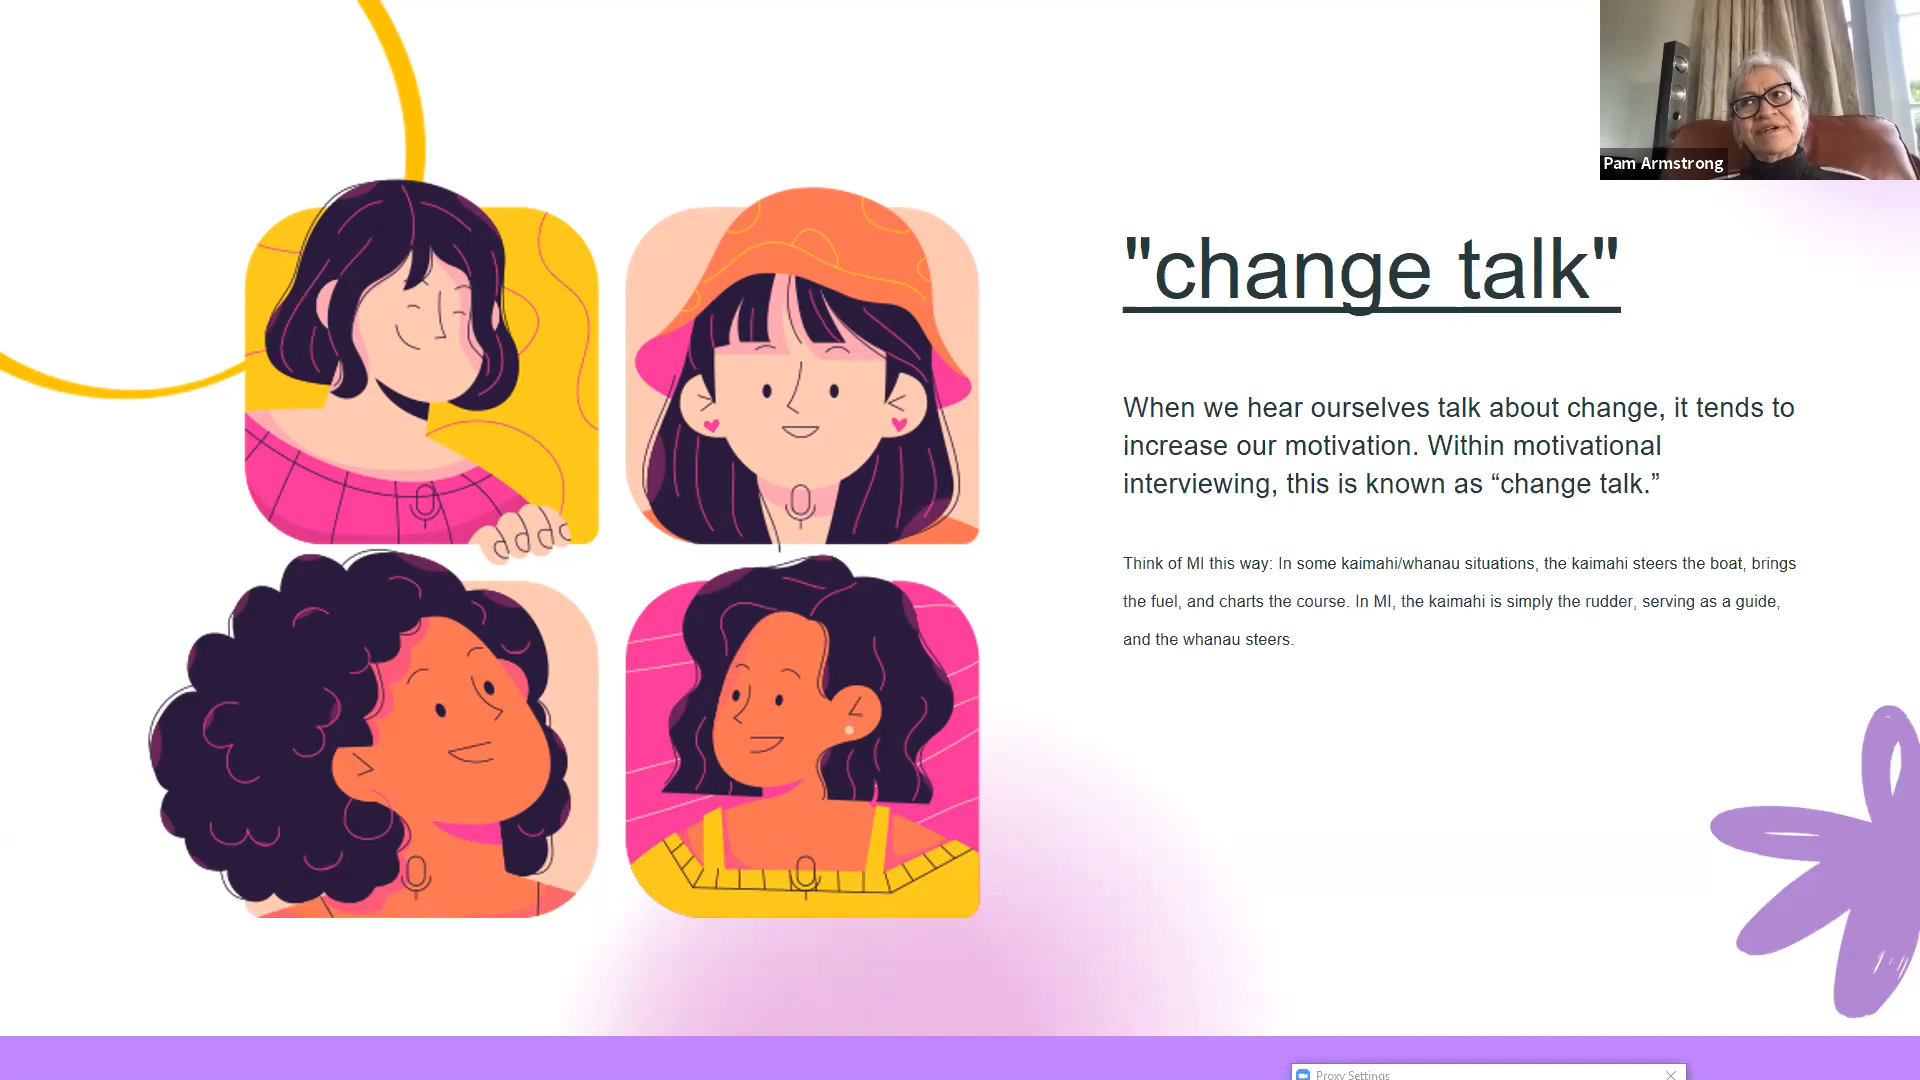 Pam Armstrong
"change talk"
When we hear ourselves talk about change, it tends to
increase our motivation. Within motivational
interviewing, this is known as “change talk.”
Think of MI this way: In some kaimahi/whanau situations, the kaimahi steers the boat, brings
the fuel, and charts the course. In MI, the kaimahi is simply the rudder, serving as a guide,
and the whanau steers.
Proxy Settings